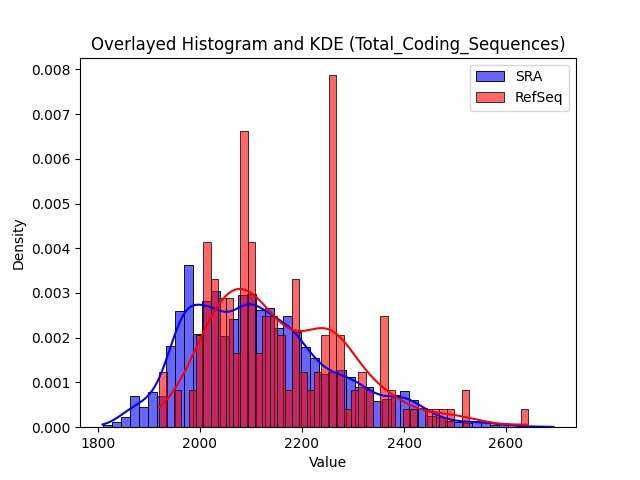 Overlayed Histogram and KDE (Total_Coding_Sequences)
SRA
RefSeq
0.008
0.007
0.006
0.005
0.004
0.003
0.002
0.001
0.000
Density
1800 2000 2200 2400 2600
Value